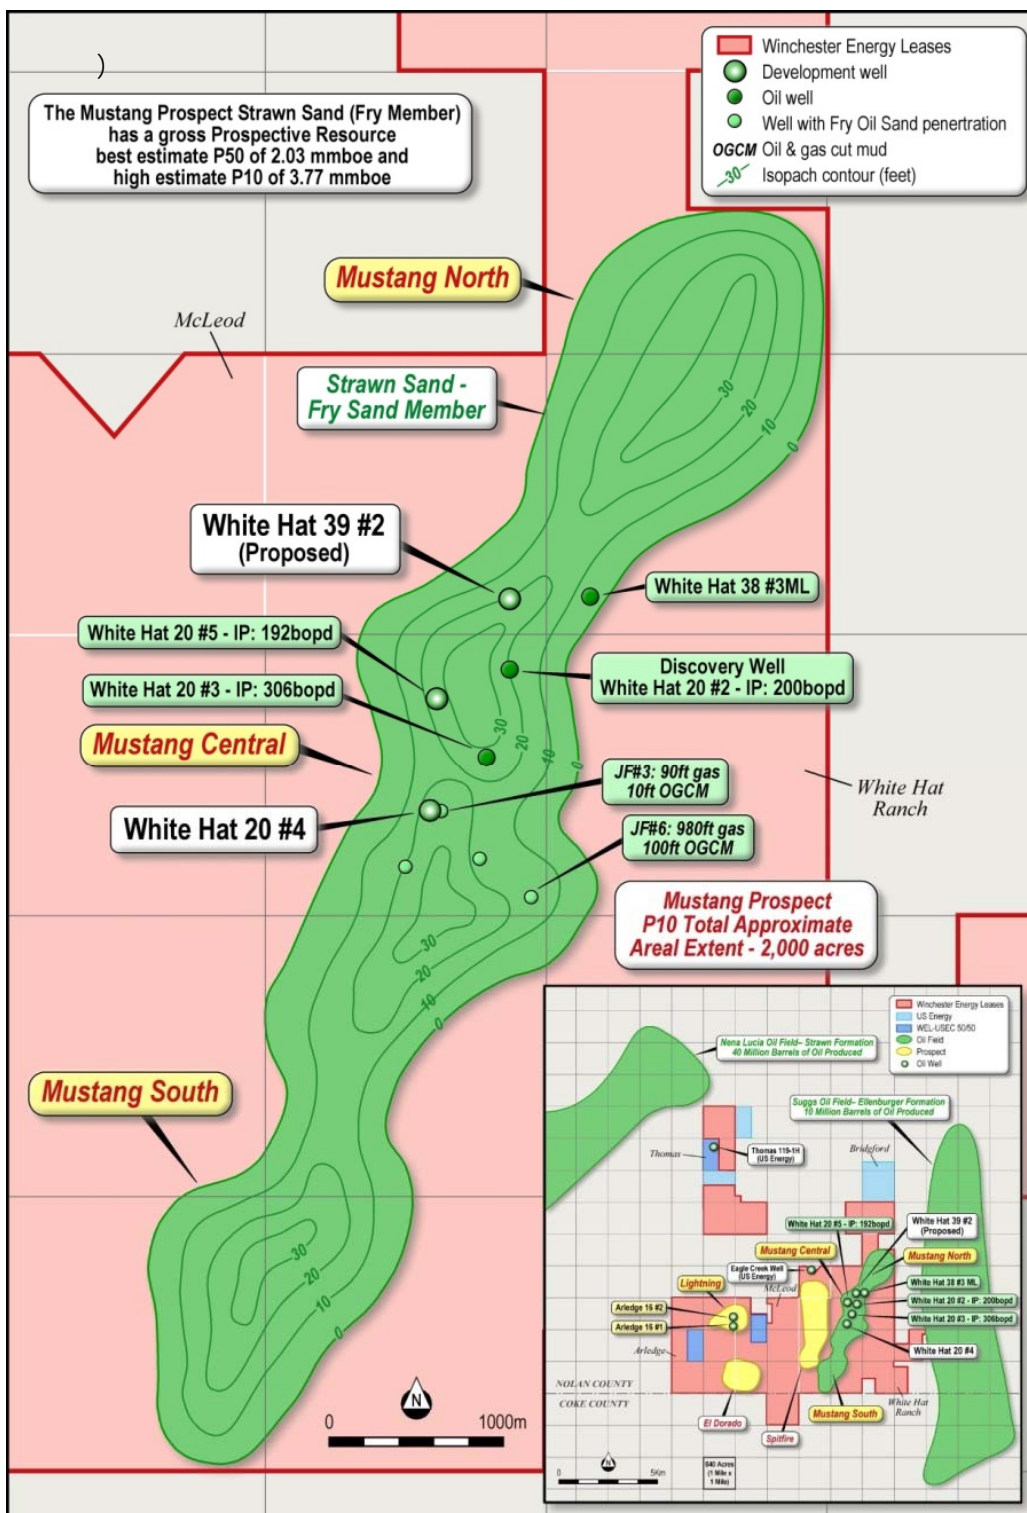 )
The Mustang Prospect Strawn Sand (Fry Member)
has a gross Prospective Resource
best estimate P50 of 2.03 mmboe and
high estimate P10 of 3.77 mmboe
Winchester Energy Leases
Development well
Oil well
Well with Fry Oil Sand penertration
OGCM Oil & gas cut mud
30 Isopach contour (feet)
Mustang North
McLeod
Strawn Sand -
Fry Sand Member
30
20
10
0
White Hat 39 #2
(Proposed)
White Hat 38 #3ML
White Hat 20 #5 - IP: 192bopd
Discovery Well
White Hat 20 #2 - IP: 200bopd
White Hat 20 #3 - IP: 306bopd
30
20
10
0
Mustang Central
JF#3: 90ft gas
10ft OGCM
White Hat
Ranch
White Hat 20 #4
JF#6: 980ft gas
100ft OGCM
Mustang Prospect
P10 Total Approximate
Areal Extent - 2,000 acres
30
20
10
0
Mustang South
30
20
10
0
N
0 1000m
Winchester Energy Leases
US Energy
WEL-USEC 50/50
Oil Field
Prospect
Oil Well
Nena Lucia Oil Field– Strawn Formation
40 Million Barrels of Oil Produced
Suggs Oil Field– Ellenburger Formation
10 Million Barrels of Oil Produced
Thomas
Thomas 119-1H
(US Energy)
Bridgford
White Hat 20 #5 - IP: 192bopd
White Hat 39 #2
(Proposed)
Mustang Central
Mustang North
Eagle Creek Well
(US Energy)
Lightning
McLeod
White Hat 38 #3 ML
Arledge 16 #2
White Hat 20 #2 - IP: 200bopd
Arledge 16 #1
White Hat 20 #3 - IP: 306bopd
Arledge
White Hat 20 #4
NOLAN COUNTY
COKE COUNTY
White Hat
Ranch
El Dorado
Mustang South
Spitfire
N
0 5Km
640 Acres
(1 Mile x
1 Mile)